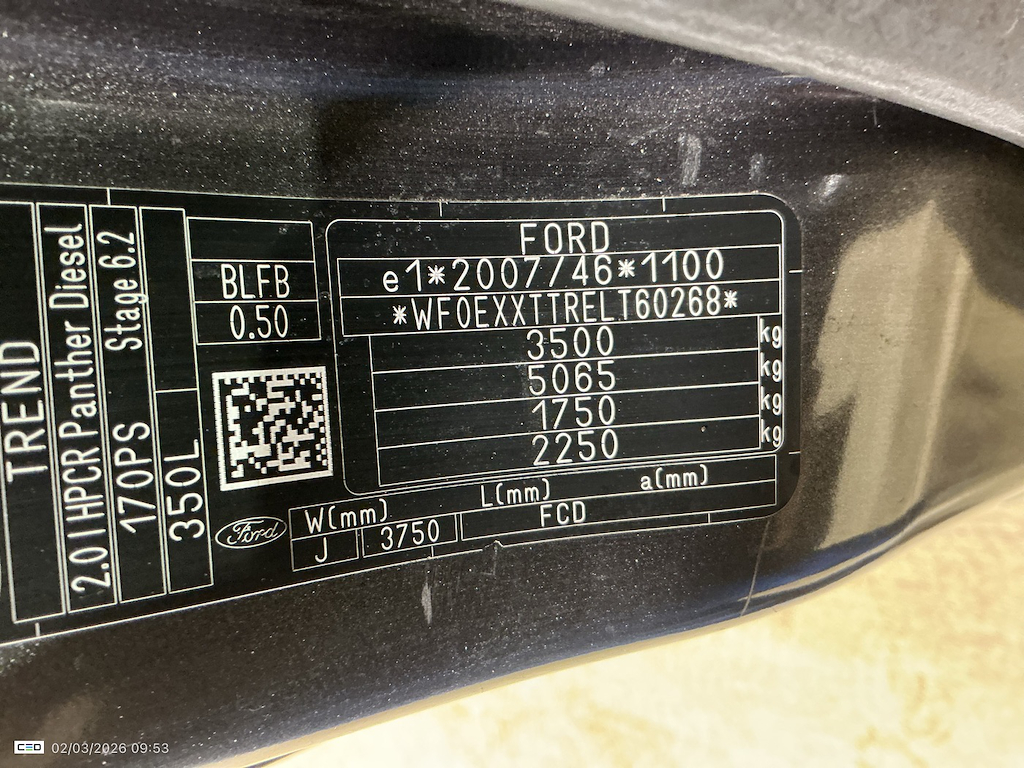 TREND
2.0 l HPCR Panther Diesel
170PS Stage 6.2
350L
BLFB
0.50
FORD
e1*2007/46*1100
*WF0EXXTTRELT60268*
3500 kg
5065 kg
1750 kg
2250 kg
W(mm) L(mm) a(mm)
Ford
J 3750 FCD
CEO 02/03/2026 09:53